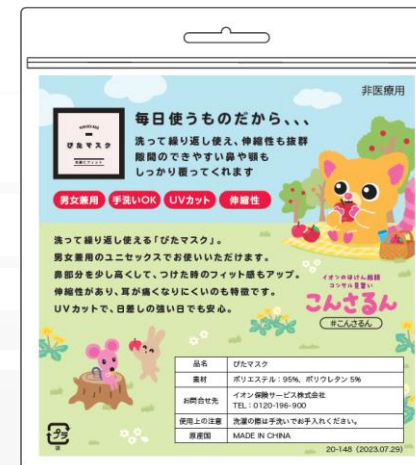 非医療用
ぴたマスク
毎日使うものだから、、、
洗って繰り返し使え、伸縮性も抜群
隙間のできやすい鼻や顎も
しっかり覆ってくれます
男女兼用 手洗いOK UVカット 伸縮性
洗って繰り返し使える「ぴたマスク」。
男女兼用のユニセックスでお使いいただけます。
鼻部分を少し高くして、つけた時のフィット感もアップ。
伸縮性があり、耳が痛くなりにくいのも特徴です。
UVカットで、日差しの強い日でも安心。
イオンのほけん相談
コンサル見習い
こんさるん
#こんさるん
品名 ぴたマスク
素材 ポリエステル:95%、ポリウレタン 5%
お問合せ先 イオン保険サービス株式会社
TEL:0120-196-900
使用上の注意 洗濯の際は手洗いでお手入れください。
原産国 MADE IN CHINA
プラ
20-148 (2023.07.29)